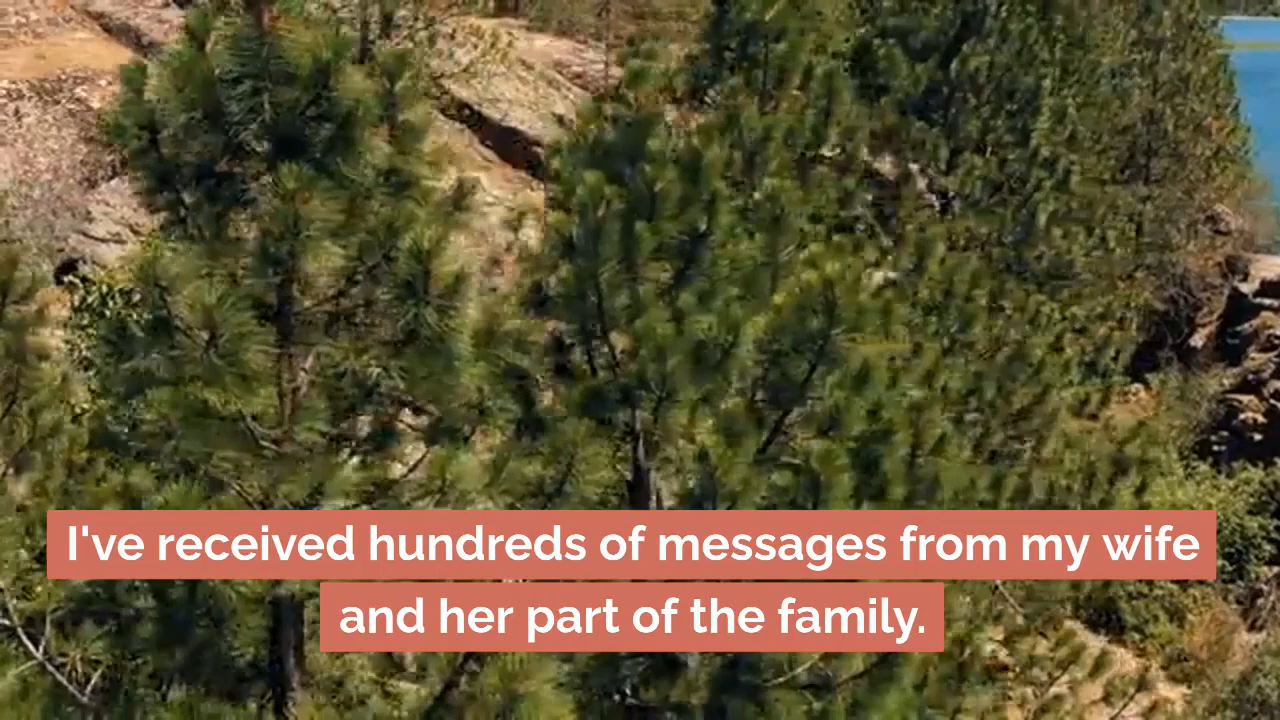 I've received hundreds of messages from my wife
and her part of the family.